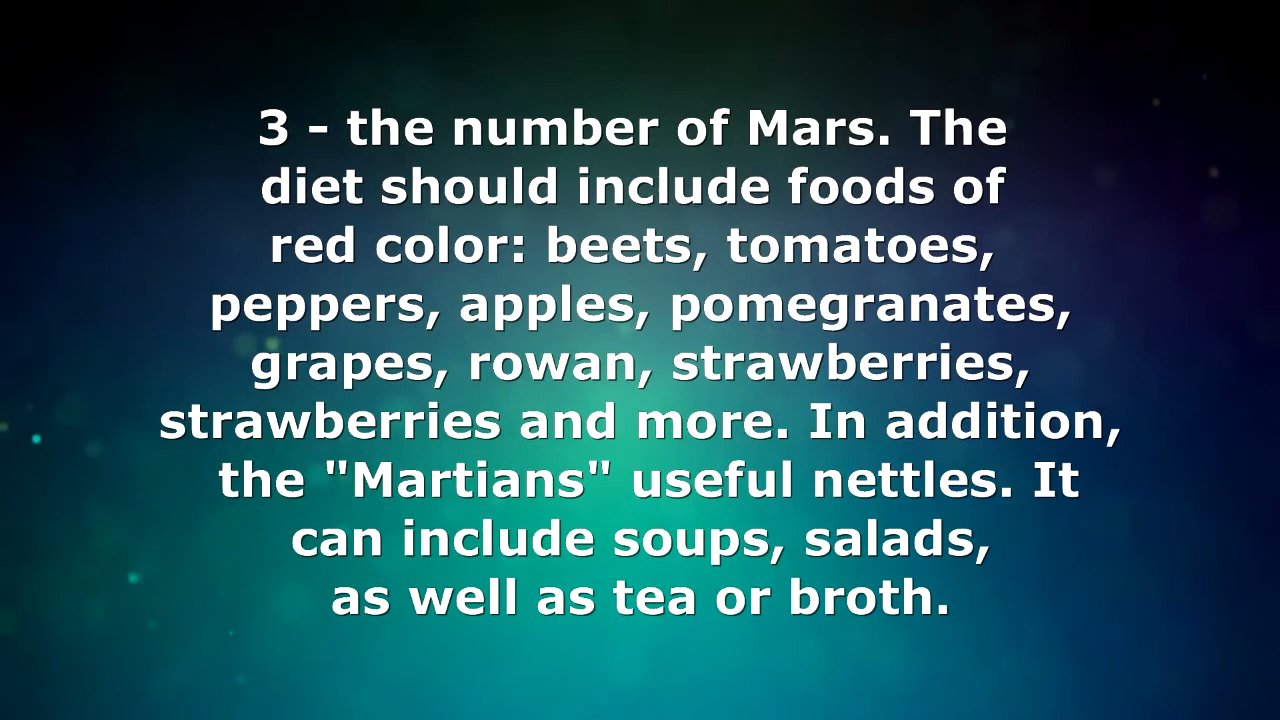 3 - the number of Mars. The
diet should include foods of
red color: beets, tomatoes,
peppers, apples, pomegranates,
grapes, rowan, strawberries,
strawberries and more. In addition,
the "Martians" useful nettles. It
can include soups, salads,
as well as tea or broth.